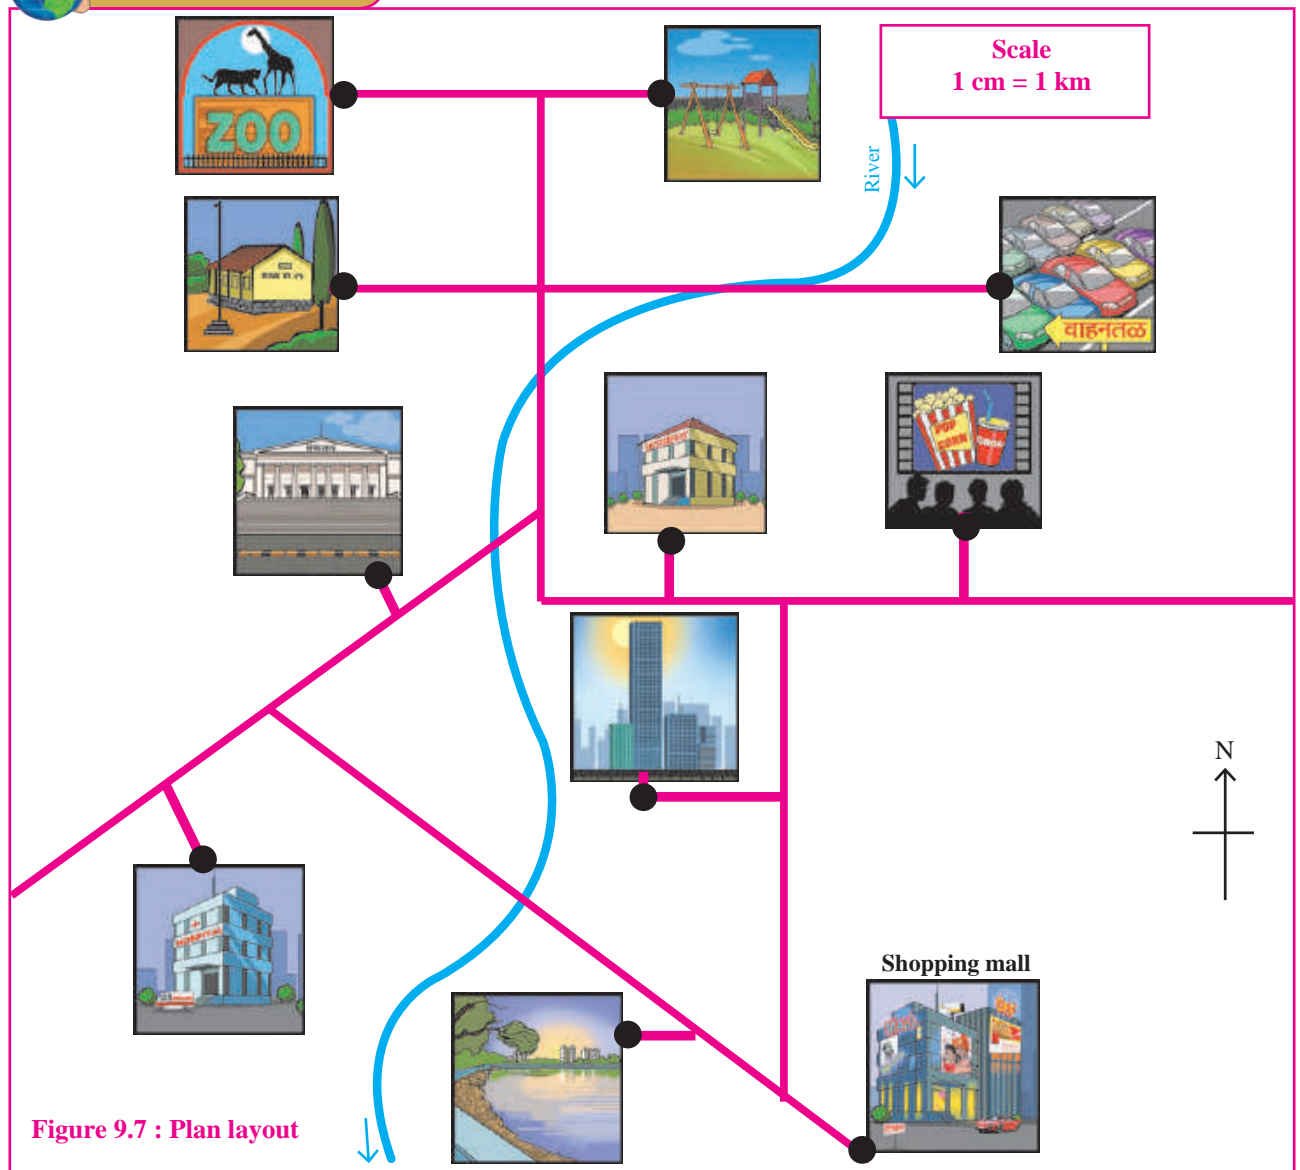 Scale
1 cm = 1 km
ZOO
River
वाहनतळ
POP
CORN
N
Shopping mall
Figure 9.7 : Plan layout